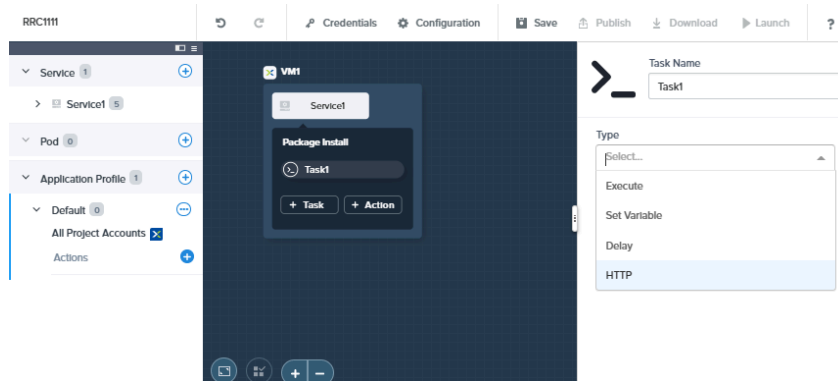 RRC1111
Credentials
Configuration
Save
Publish
Download
Launch
?
Service 1
Service1 5
Pod 0
Application Profile 1
Default 0
All Project Accounts
Actions
VM1
Service1
Package Install
Task1
+ Task
+ Action
Task Name
Task1
Type
Select...
Execute
Set Variable
Delay
HTTP